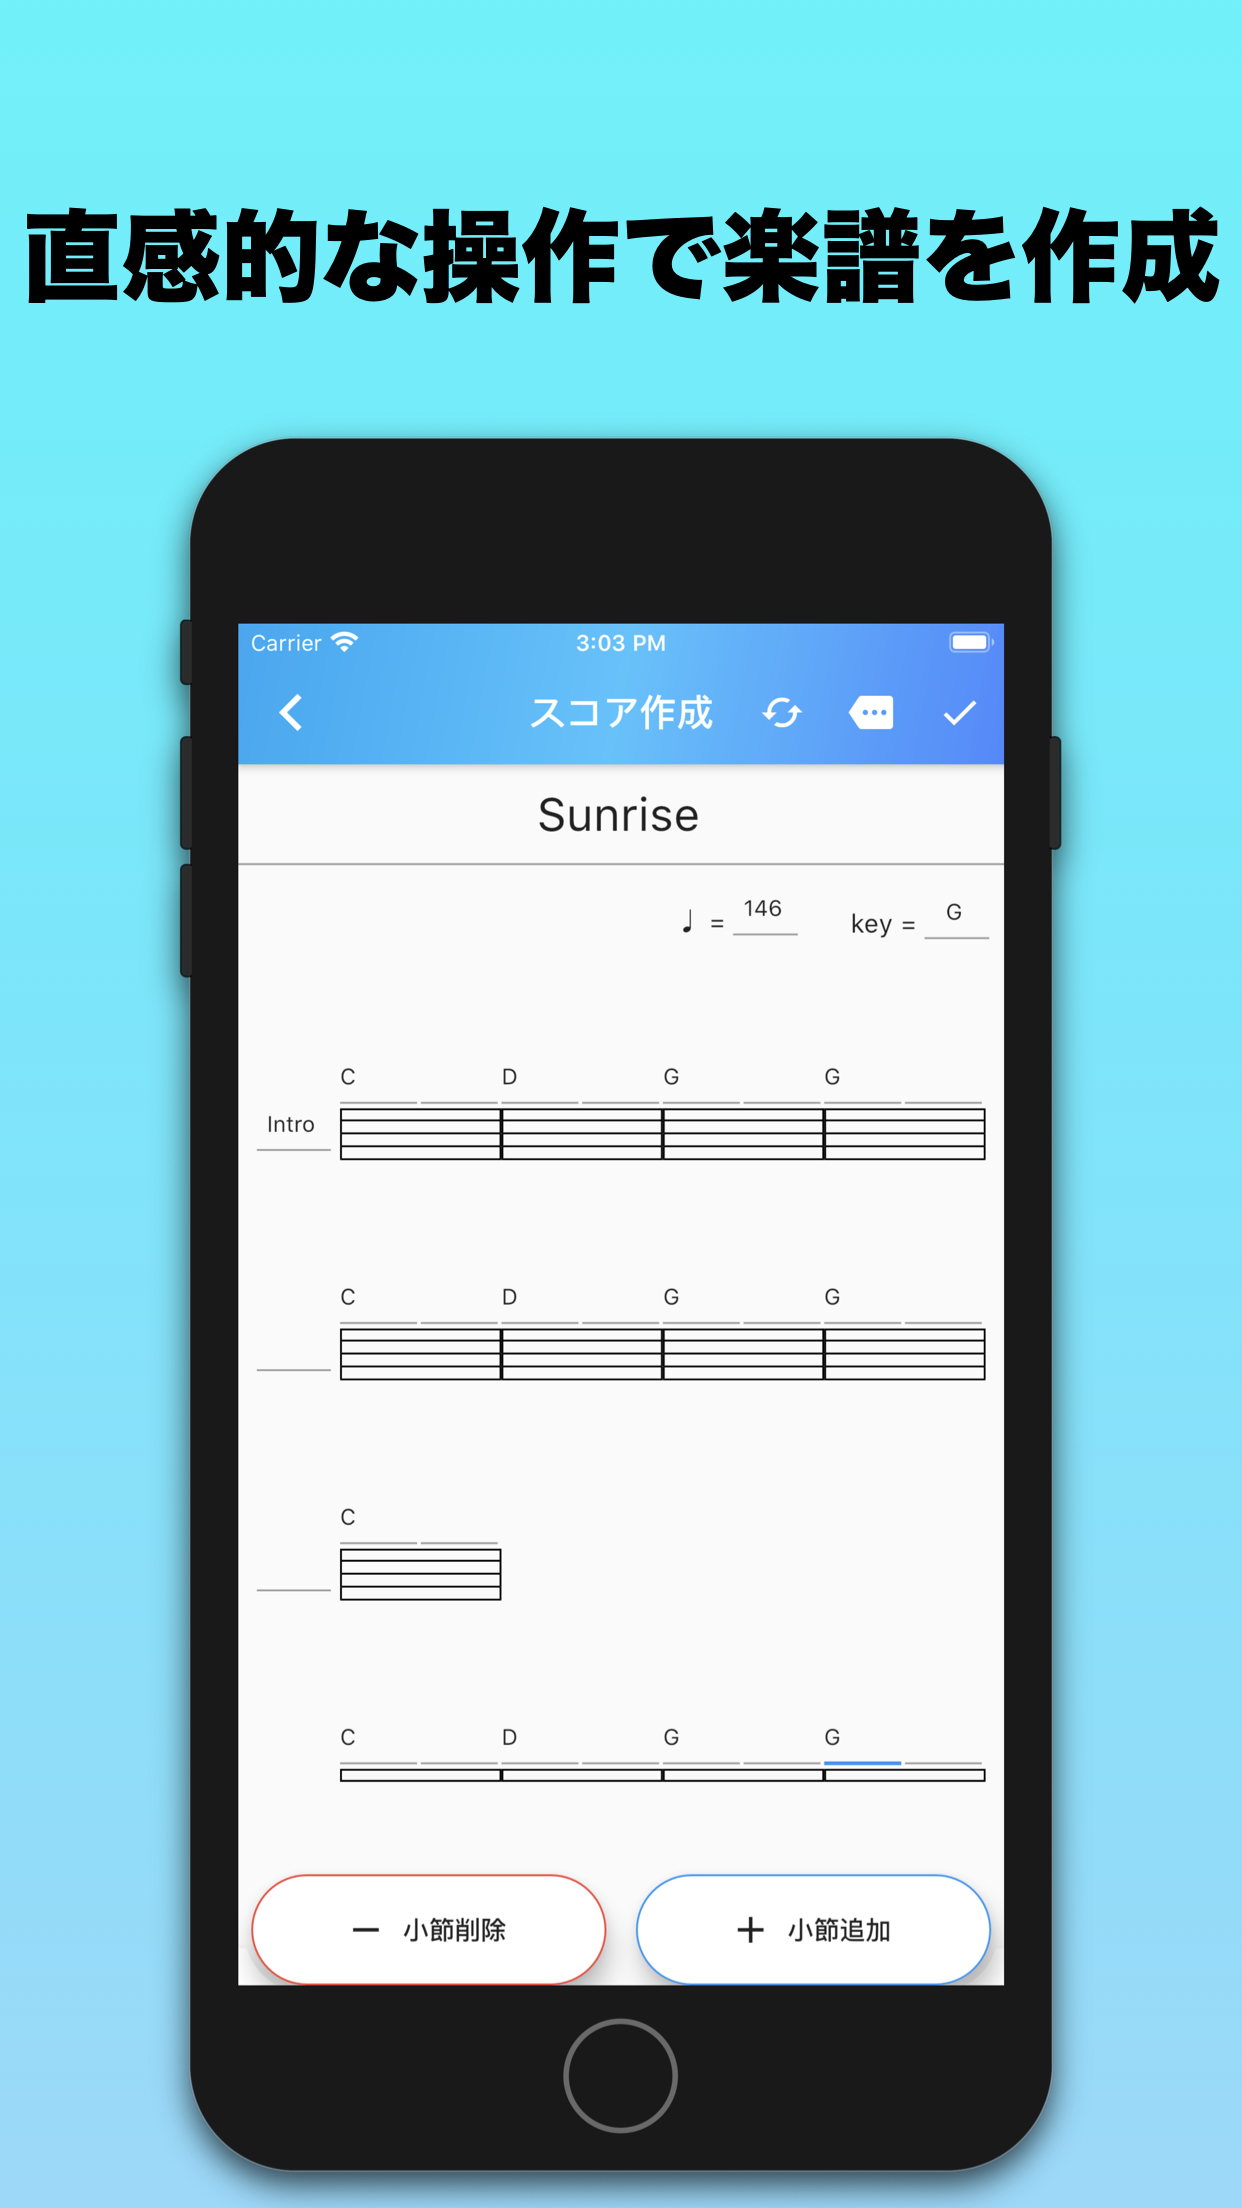 直感的な操作で楽譜を作成
Carrier 3:03 PM
スコア作成
Sunrise
♩ = 146 key = G
C D G G
Intro
C D G G
C
C D G G
− 小節削除 + 小節追加